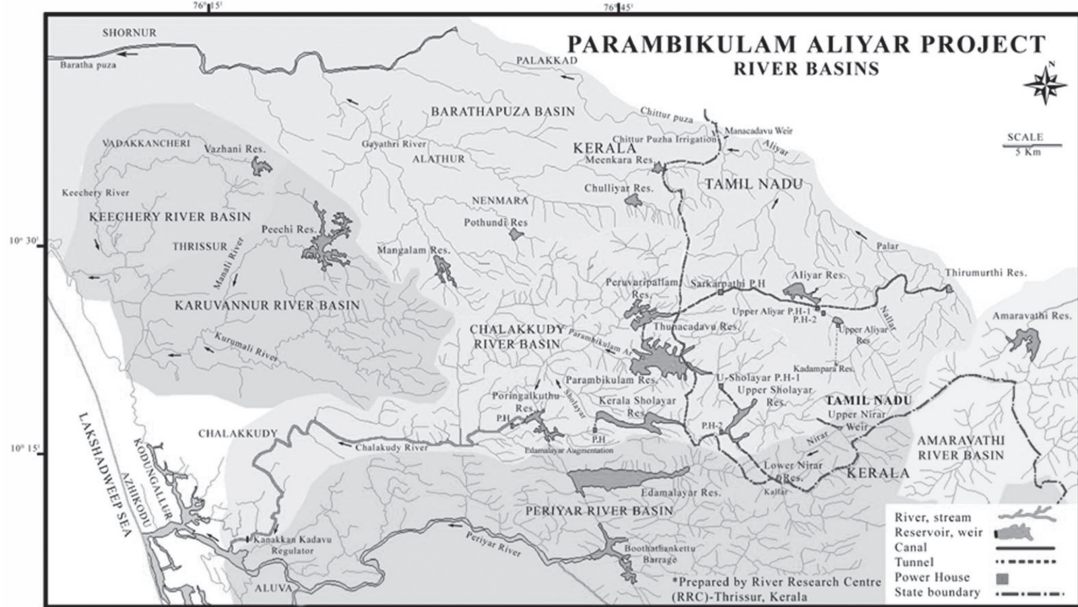 76° 15'
76° 45'
PARAMBIKULAM ALIYAR PROJECT
RIVER BASINS
N
SCALE
5 Km
SHORNUR
Baratha puza
PALAKKAD
BARATHAPUZA BASIN
Chittur puza
Manacadavu Weir
Chittur Puzha Irrigation
Aliyar
VADAKKANCHERI
Vazhani Res.
Gayathri River
ALATHUR
KERALA
Meenkara Res.
TAMIL NADU
Keechery River
Chulliyar Res.
NENMARA
KEECHERY RIVER BASIN
Pothundi Res
Peechi Res.
10° 30'
THRISSUR
Manali River
Mangalam Res.
Palar
Thirumurthi Res.
Aliyar Res.
Peruvaripallam
Res.
Sarkarpathi P.H
KARUVANNUR RIVER BASIN
Upper Aliyar P.H-1
P.H-2
Nallar
Amaravathi Res.
CHALAKKUDY
RIVER BASIN
Thunacadavu Res.
Upper Aliyar
Res
Parambikulam Ar
Kurumali River
Kadampara Res.
Parambikulam Res.
U-Sholayar P.H-1
Upper Sholayar
Res.
Poringalkuthu
Res.
Sholayar
Kerala Sholayar
Res.
TAMIL NADU
Upper Nirar
Weir
P.H
P.H
P.H-2
CHALAKKUDY
Chalakudy River
Edamalayar Augmentation
Nirar
AMARAVATHI
RIVER BASIN
10° 15'
LAKSHADWEEP SEA
KODUNGALLUR
AZHIKODU
Lower Nirar
Res.
Kallar
KERALA
Edamalayar Res.
PERIYAR RIVER BASIN
Kanakkan Kadavu
Regulator
Periyar River
Boothathankettu
Barrage
ALUVA
*Prepared by River Research Centre
(RRC)-Thrissur, Kerala
River, stream
Reservoir, weir
Canal
Tunnel
Power House
State boundary